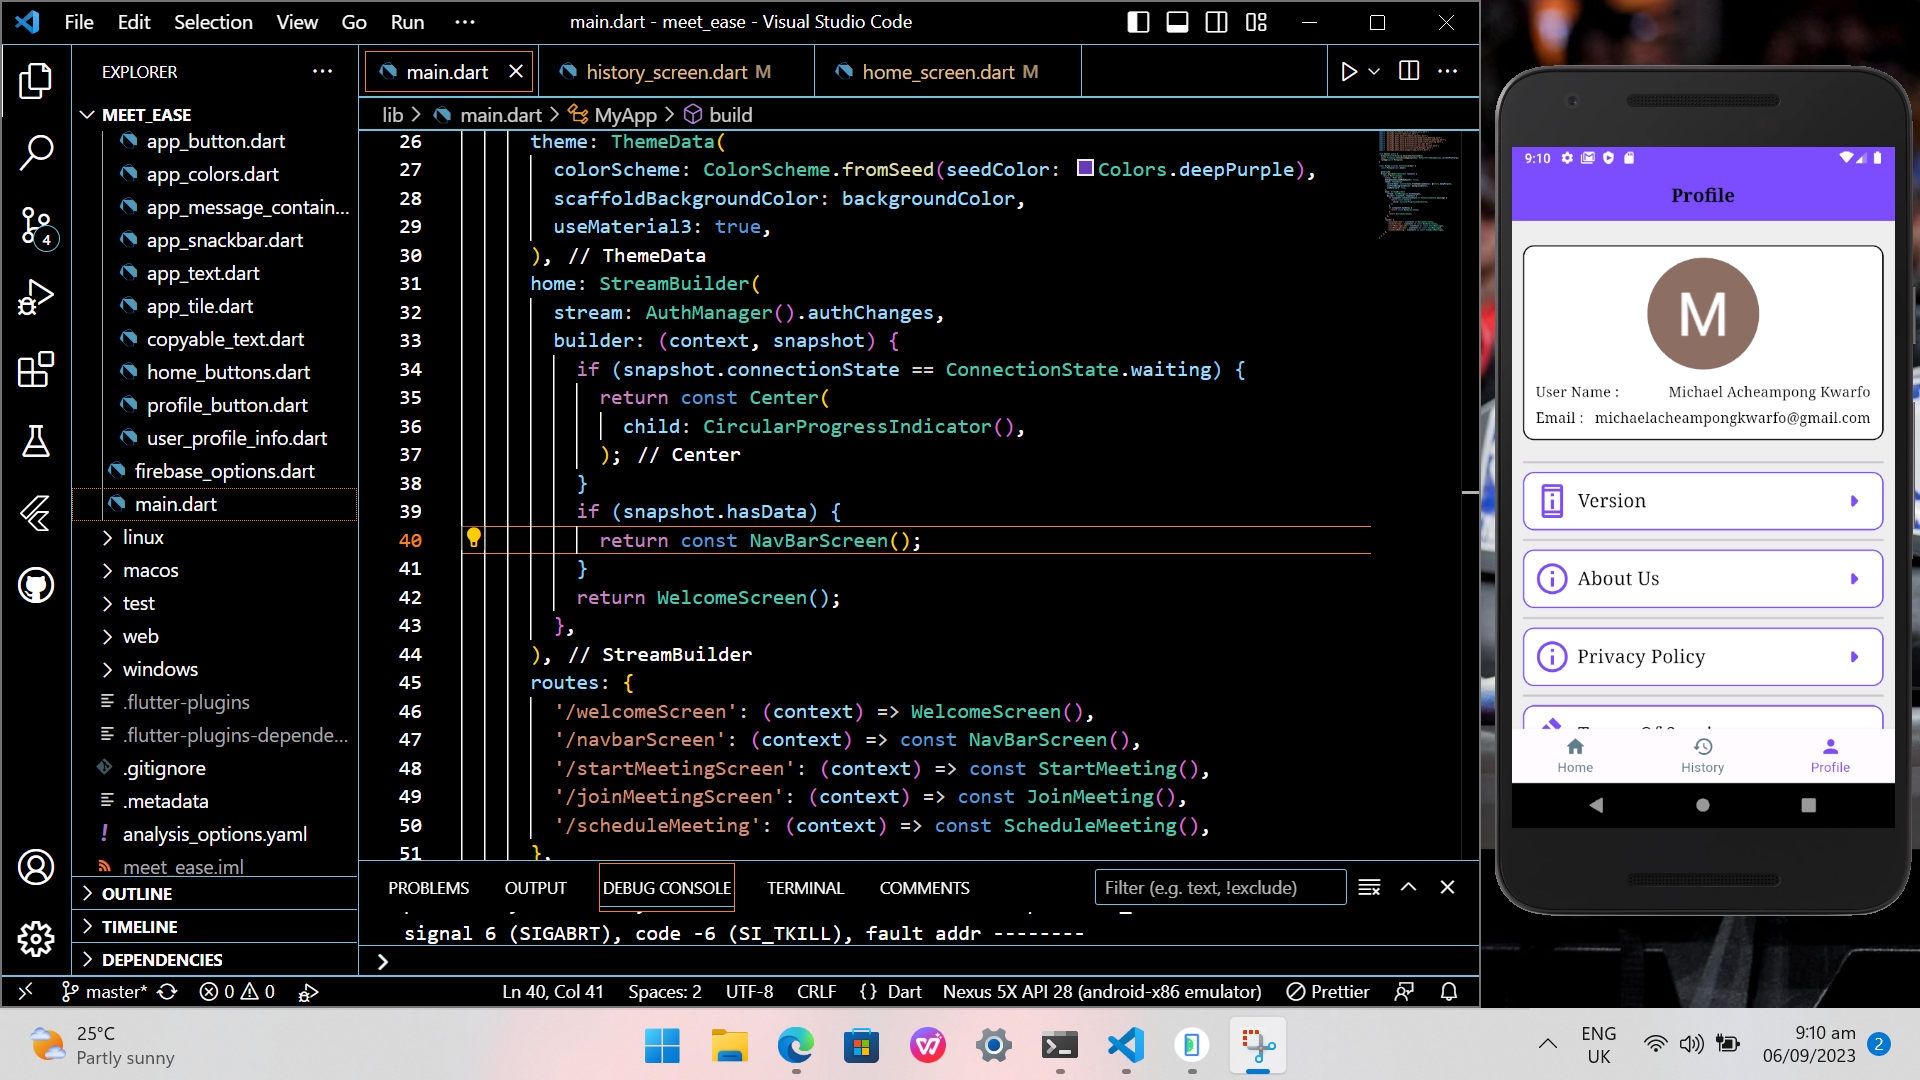 File Edit Selection View Go Run ··· main.dart - meet_ease - Visual Studio Code
EXPLORER ···
MEET_EASE
app_button.dart
app_colors.dart
app_message_contain...
app_snackbar.dart
app_text.dart
app_tile.dart
copyable_text.dart
home_buttons.dart
profile_button.dart
user_profile_info.dart
firebase_options.dart
main.dart
linux
macos
test
web
windows
.flutter-plugins
.flutter-plugins-depende...
.gitignore
.metadata
analysis_options.yaml
meet_ease.iml
OUTLINE
TIMELINE
DEPENDENCIES
4
main.dart history_screen.dart M home_screen.dart M
lib > main.dart > MyApp > build
26 theme: ThemeData(
27 colorScheme: ColorScheme.fromSeed(seedColor: Colors.deepPurple),
28 scaffoldBackgroundColor: backgroundColor,
29 useMaterial3: true,
30 ), // ThemeData
31 home: StreamBuilder(
32 stream: AuthManager().authChanges,
33 builder: (context, snapshot) {
34 if (snapshot.connectionState == ConnectionState.waiting) {
35 return const Center(
36 child: CircularProgressIndicator(),
37 ); // Center
38 }
39 if (snapshot.hasData) {
40 return const NavBarScreen();
41 }
42 return WelcomeScreen();
43 },
44 ), // StreamBuilder
45 routes: {
46 '/welcomeScreen': (context) => WelcomeScreen(),
47 '/navbarScreen': (context) => const NavBarScreen(),
48 '/startMeetingScreen': (context) => const StartMeeting(),
49 '/joinMeetingScreen': (context) => const JoinMeeting(),
50 '/scheduleMeeting': (context) => const ScheduleMeeting(),
51 },
PROBLEMS OUTPUT DEBUG CONSOLE TERMINAL COMMENTS Filter (e.g. text, !exclude)
signal 6 (SIGABRT), code -6 (SI_TKILL), fault addr --------
>
master* 0 0 Ln 40, Col 41 Spaces: 2 UTF-8 CRLF {} Dart Nexus 5X API 28 (android-x86 emulator) Prettier
9:10
Profile
M
User Name : Michael Acheampong Kwarfo
Email : michaelacheampongkwarfo@gmail.com
Version
About Us
Privacy Policy
Home History Profile
25°C
Partly sunny
ENG
UK
9:10 am
06/09/2023
2